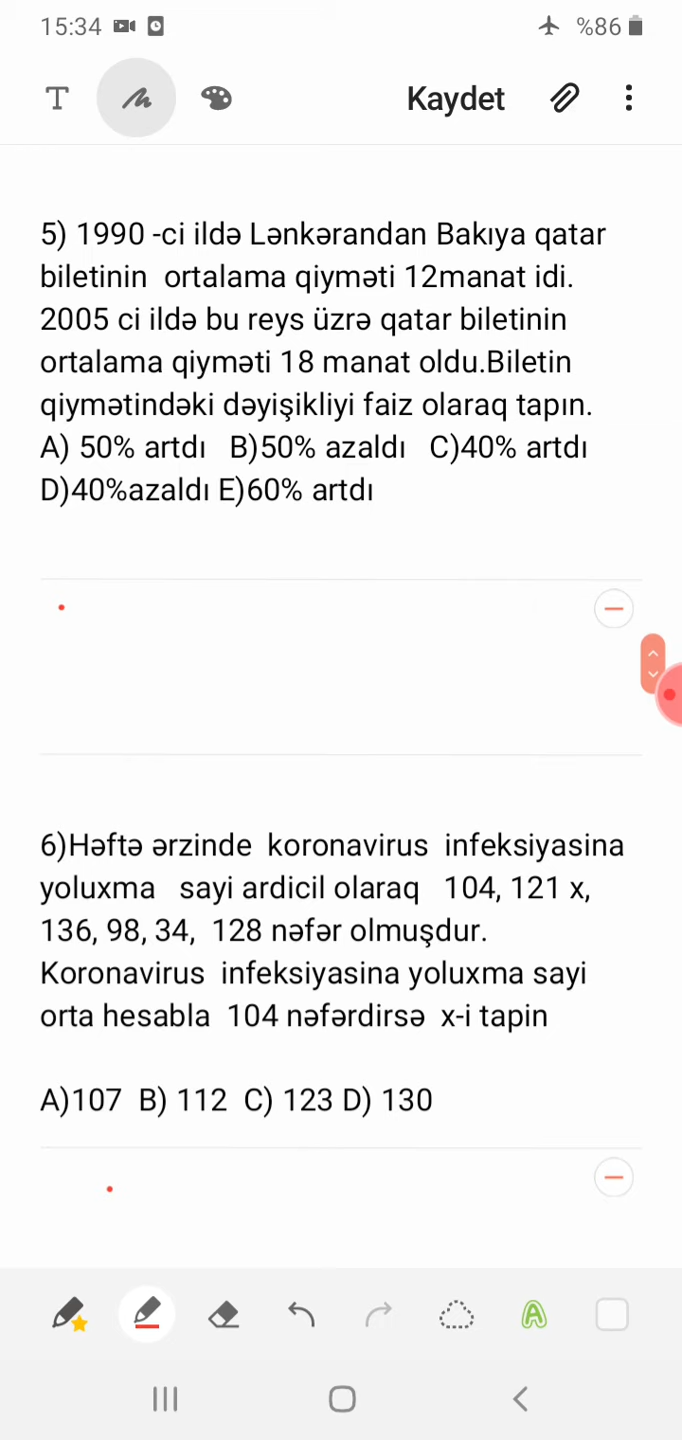 15:34 %86
T Kaydet
5) 1990 -ci ildə Lənkərandan Bakıya qatar
biletinin ortalama qiyməti 12manat idi.
2005 ci ildə bu reys üzrə qatar biletinin
ortalama qiyməti 18 manat oldu.Biletin
qiymətindəki dəyişikliyi faiz olaraq tapın.
A) 50% artdı B)50% azaldı C)40% artdı
D)40%azaldı E)60% artdı
6)Həftə ərzinde koronavirus infeksiyasina
yoluxma sayi ardicil olaraq 104, 121 x,
136, 98, 34, 128 nəfər olmuşdur.
Koronavirus infeksiyasina yoluxma sayi
orta hesabla 104 nəfərdirsə x-i tapin
A)107 B) 112 C) 123 D) 130
A